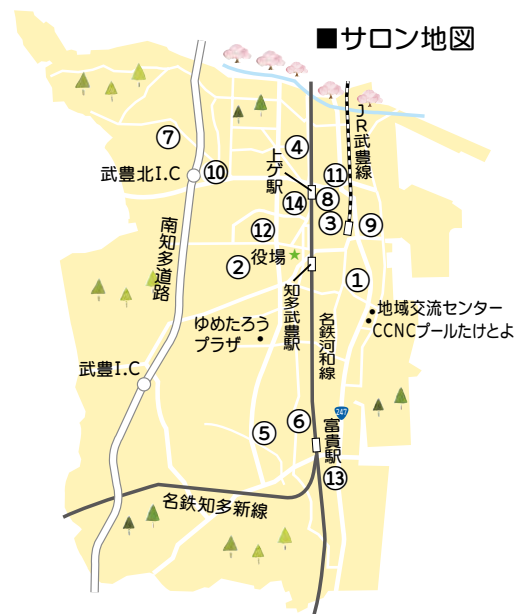 ■サロン地図
JR武豊線
⑦
④
上ゲ駅
⑪
武豊北I.C
⑩
⑭
⑧
③
⑨
南知多道路
⑫
役場
②
知多武豊駅
①
地域交流センター
CCNCプールたけとよ
ゆめたろう
プラザ
名鉄河和線
武豊I.C
247
⑤
⑥
富貴駅
⑬
名鉄知多新線